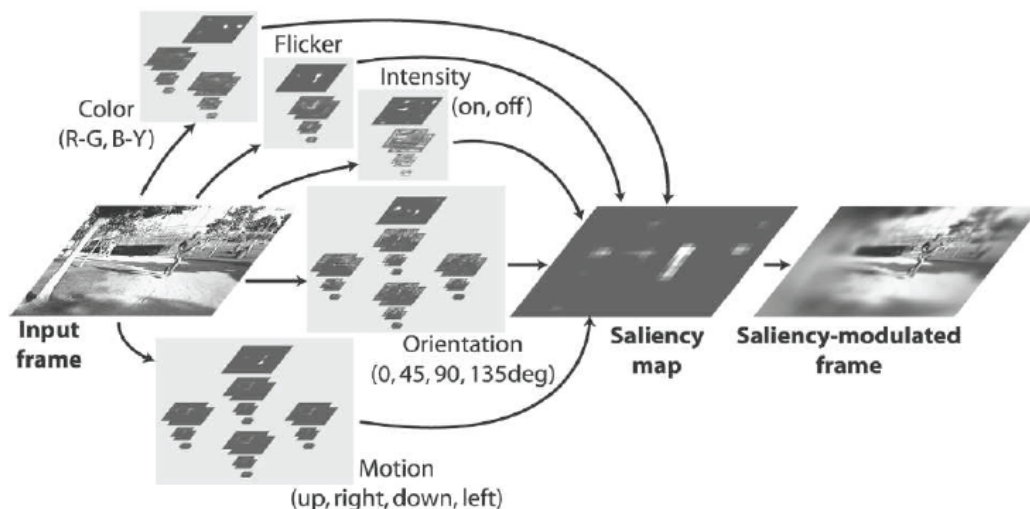 Flicker
Intensity
(on, off)
Color
(R-G, B-Y)
Input
frame
Orientation
(0, 45, 90, 135deg)
Saliency
map
Saliency-modulated
frame
Motion
(up, right, down, left)